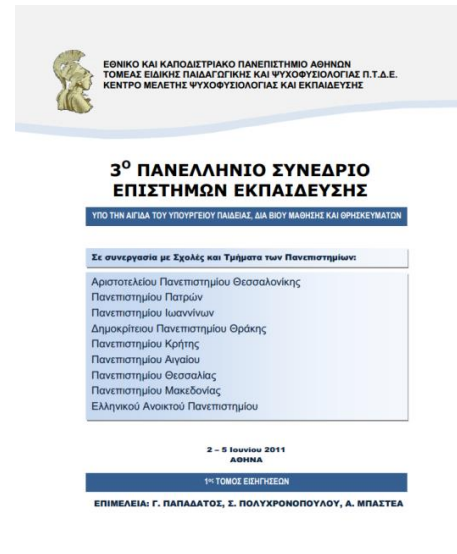 ΕΘΝΙΚΟ ΚΑΙ ΚΑΠΟΔΙΣΤΡΙΑΚΟ ΠΑΝΕΠΙΣΤΗΜΙΟ ΑΘΗΝΩΝ
ΤΟΜΕΑΣ ΕΙΔΙΚΗΣ ΠΑΙΔΑΓΩΓΙΚΗΣ ΚΑΙ ΨΥΧΟΦΥΣΙΟΛΟΓΙΑΣ Π.Τ.Δ.Ε.
ΚΕΝΤΡΟ ΜΕΛΕΤΗΣ ΨΥΧΟΦΥΣΙΟΛΟΓΙΑΣ ΚΑΙ ΕΚΠΑΙΔΕΥΣΗΣ
3Ο ΠΑΝΕΛΛΗΝΙΟ ΣΥΝΕΔΡΙΟ
ΕΠΙΣΤΗΜΩΝ ΕΚΠΑΙΔΕΥΣΗΣ
ΥΠΟ ΤΗΝ ΑΙΓΙΔΑ ΤΟΥ ΥΠΟΥΡΓΕΙΟΥ ΠΑΙΔΕΙΑΣ, ΔΙΑ ΒΙΟΥ ΜΑΘΗΣΗΣ ΚΑΙ ΘΡΗΣΚΕΥΜΑΤΩΝ
Σε συνεργασία με Σχολές και Τμήματα των Πανεπιστημίων:
Αριστοτελείου Πανεπιστημίου Θεσσαλονίκης
Πανεπιστημίου Πατρών
Πανεπιστημίου Ιωαννίνων
Δημοκρίτειου Πανεπιστημίου Θράκης
Πανεπιστημίου Κρήτης
Πανεπιστημίου Αιγαίου
Πανεπιστημίου Θεσσαλίας
Πανεπιστημίου Μακεδονίας
Ελληνικού Ανοικτού Πανεπιστημίου
2 – 5 Ιουνίου 2011
ΑΘΗΝΑ
1ος ΤΟΜΟΣ ΕΙΣΗΓΗΣΕΩΝ
ΕΠΙΜΕΛΕΙΑ: Γ. ΠΑΠΑΔΑΤΟΣ, Σ. ΠΟΛΥΧΡΟΝΟΠΟΥΛΟΥ, Α. ΜΠΑΣΤΕΑ